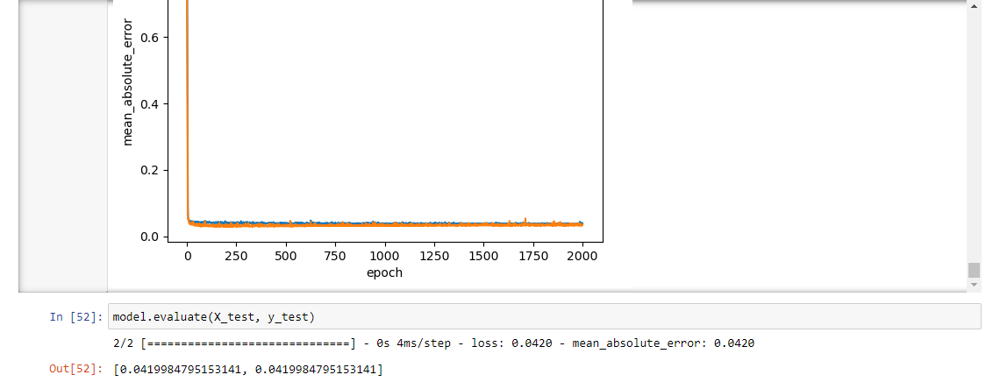 mean_absolute_error
0.6
0.4
0.2
0.0
0 250 500 750 1000 1250 1500 1750 2000
epoch
In [52]: model.evaluate(X_test, y_test)
2/2 [==============================] - 0s 4ms/step - loss: 0.0420 - mean_absolute_error: 0.0420
Out[52]: [0.0419984795153141, 0.0419984795153141]